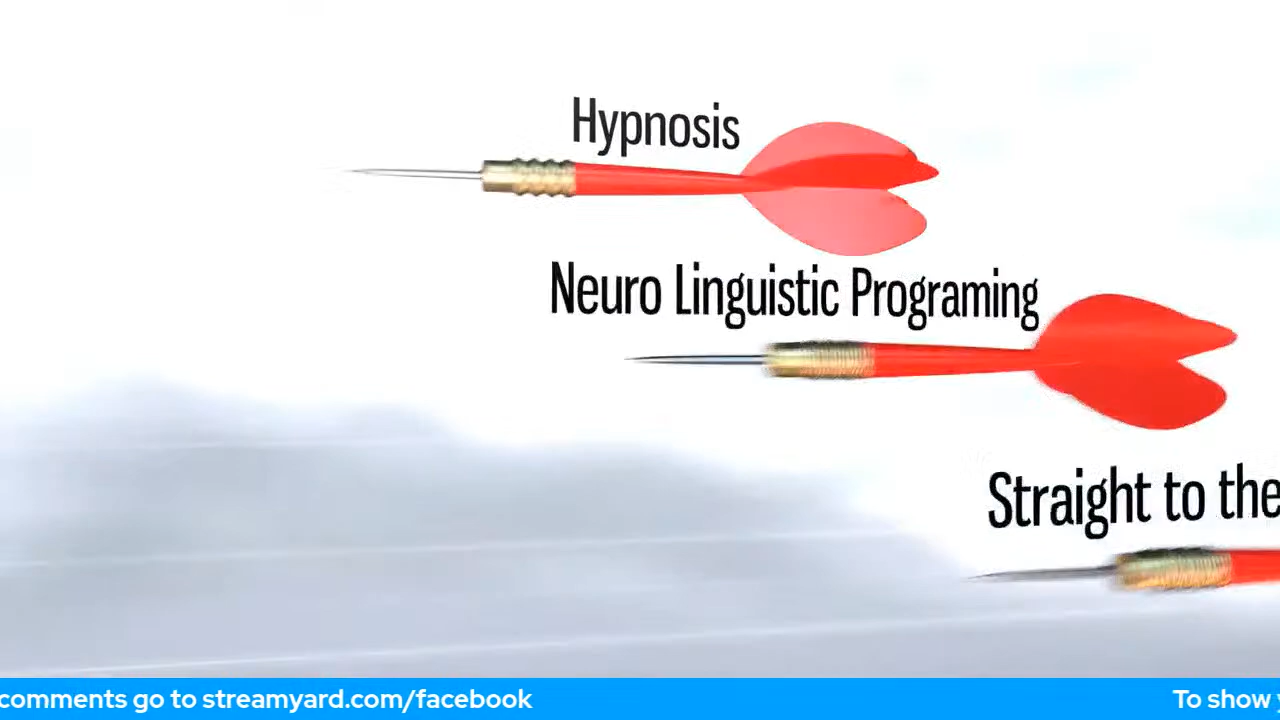 Hypnosis
Neuro Linguistic Programing
Straight to the
comments go to streamyard.com/facebook
To show